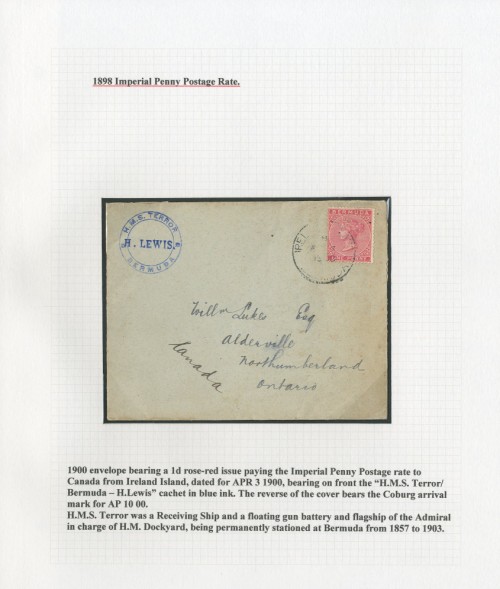 1898 Imperial Penny Postage Rate.
H.M.S. TERROR
H. LEWIS.
BERMUDA
BERMUDA
ONE PENNY
IREL
Willm Lukes Esq
Alderville
Northumberland
Ontario
Canada
1900 envelope bearing a 1d rose-red issue paying the Imperial Penny Postage rate to
Canada from Ireland Island, dated for APR 3 1900, bearing on front the “H.M.S. Terror/
Bermuda – H.Lewis” cachet in blue ink. The reverse of the cover bears the Coburg arrival
mark for AP 10 00.
H.M.S. Terror was a Receiving Ship and a floating gun battery and flagship of the Admiral
in charge of H.M. Dockyard, being permanently stationed at Bermuda from 1857 to 1903.